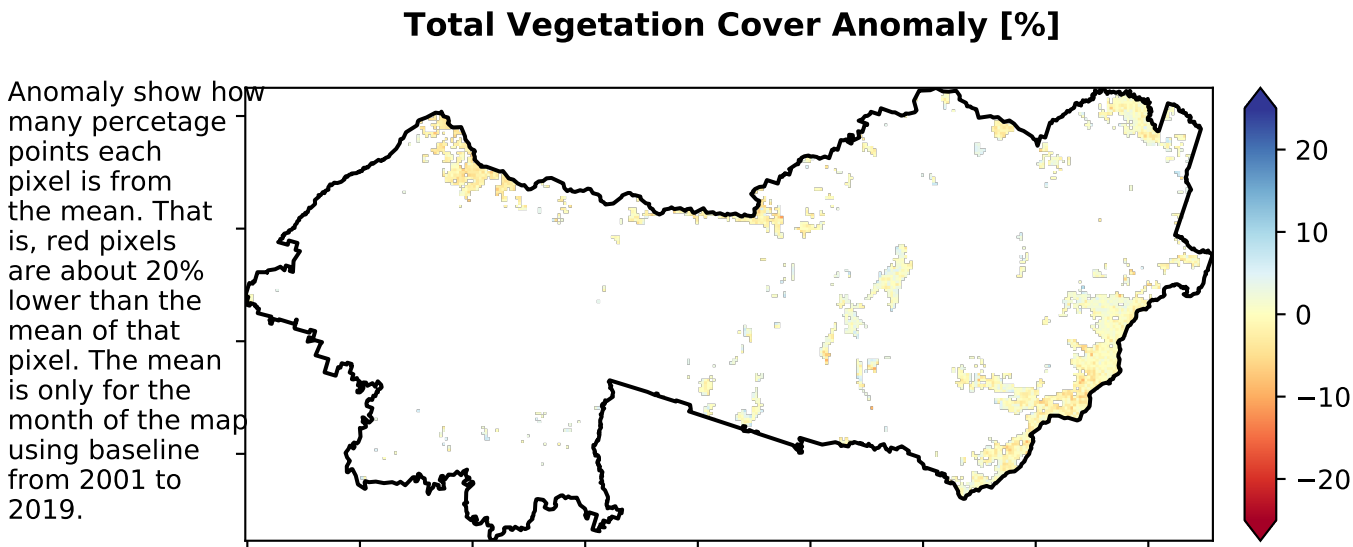 Total Vegetation Cover Anomaly [%]
Anomaly show how
many percetage
points each
pixel is from
the mean. That
is, red pixels
are about 20%
lower than the
mean of that
pixel. The mean
is only for the
month of the map
using baseline
from 2001 to
2019.
20
10
0
−10
−20